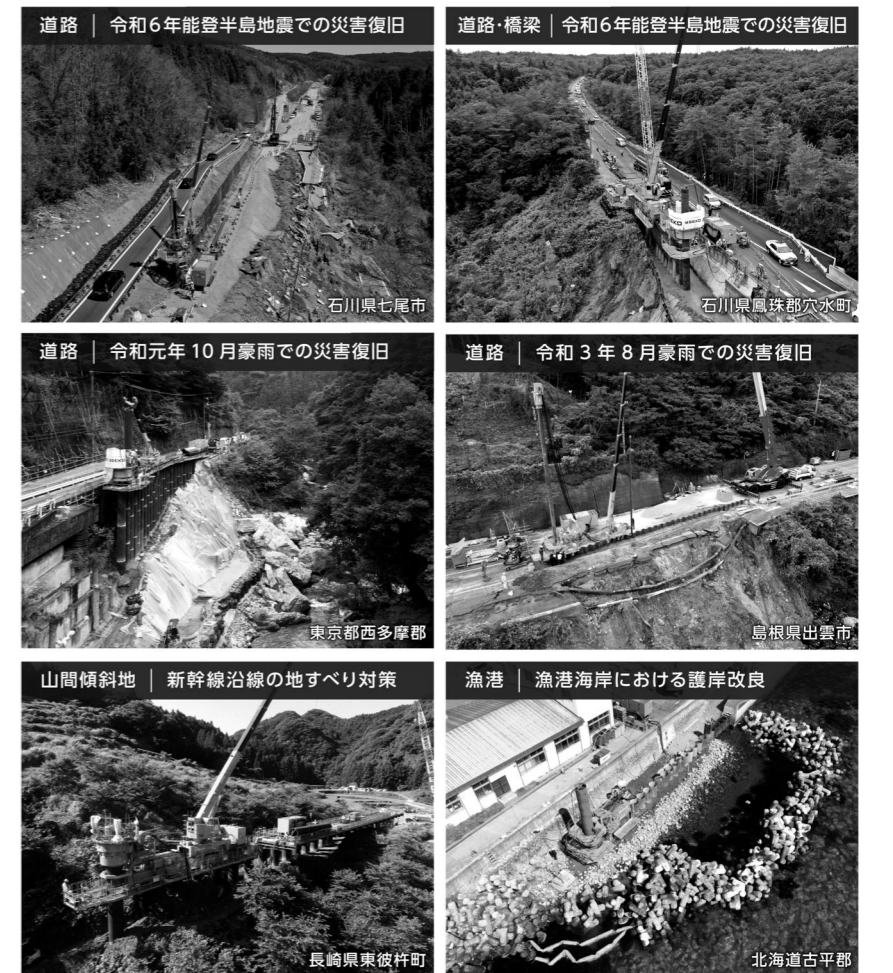 道路 | 令和6年能登半島地震での災害復旧
石川県七尾市
道路・橋梁 | 令和6年能登半島地震での災害復旧
石川県鳳珠郡穴水町
道路 | 令和元年10月豪雨での災害復旧
東京都西多摩郡
道路 | 令和3年8月豪雨での災害復旧
島根県出雲市
山間傾斜地 | 新幹線沿線の地すべり対策
長崎県東彼杵町
漁港 | 漁港海岸における護岸改良
北海道古平郡